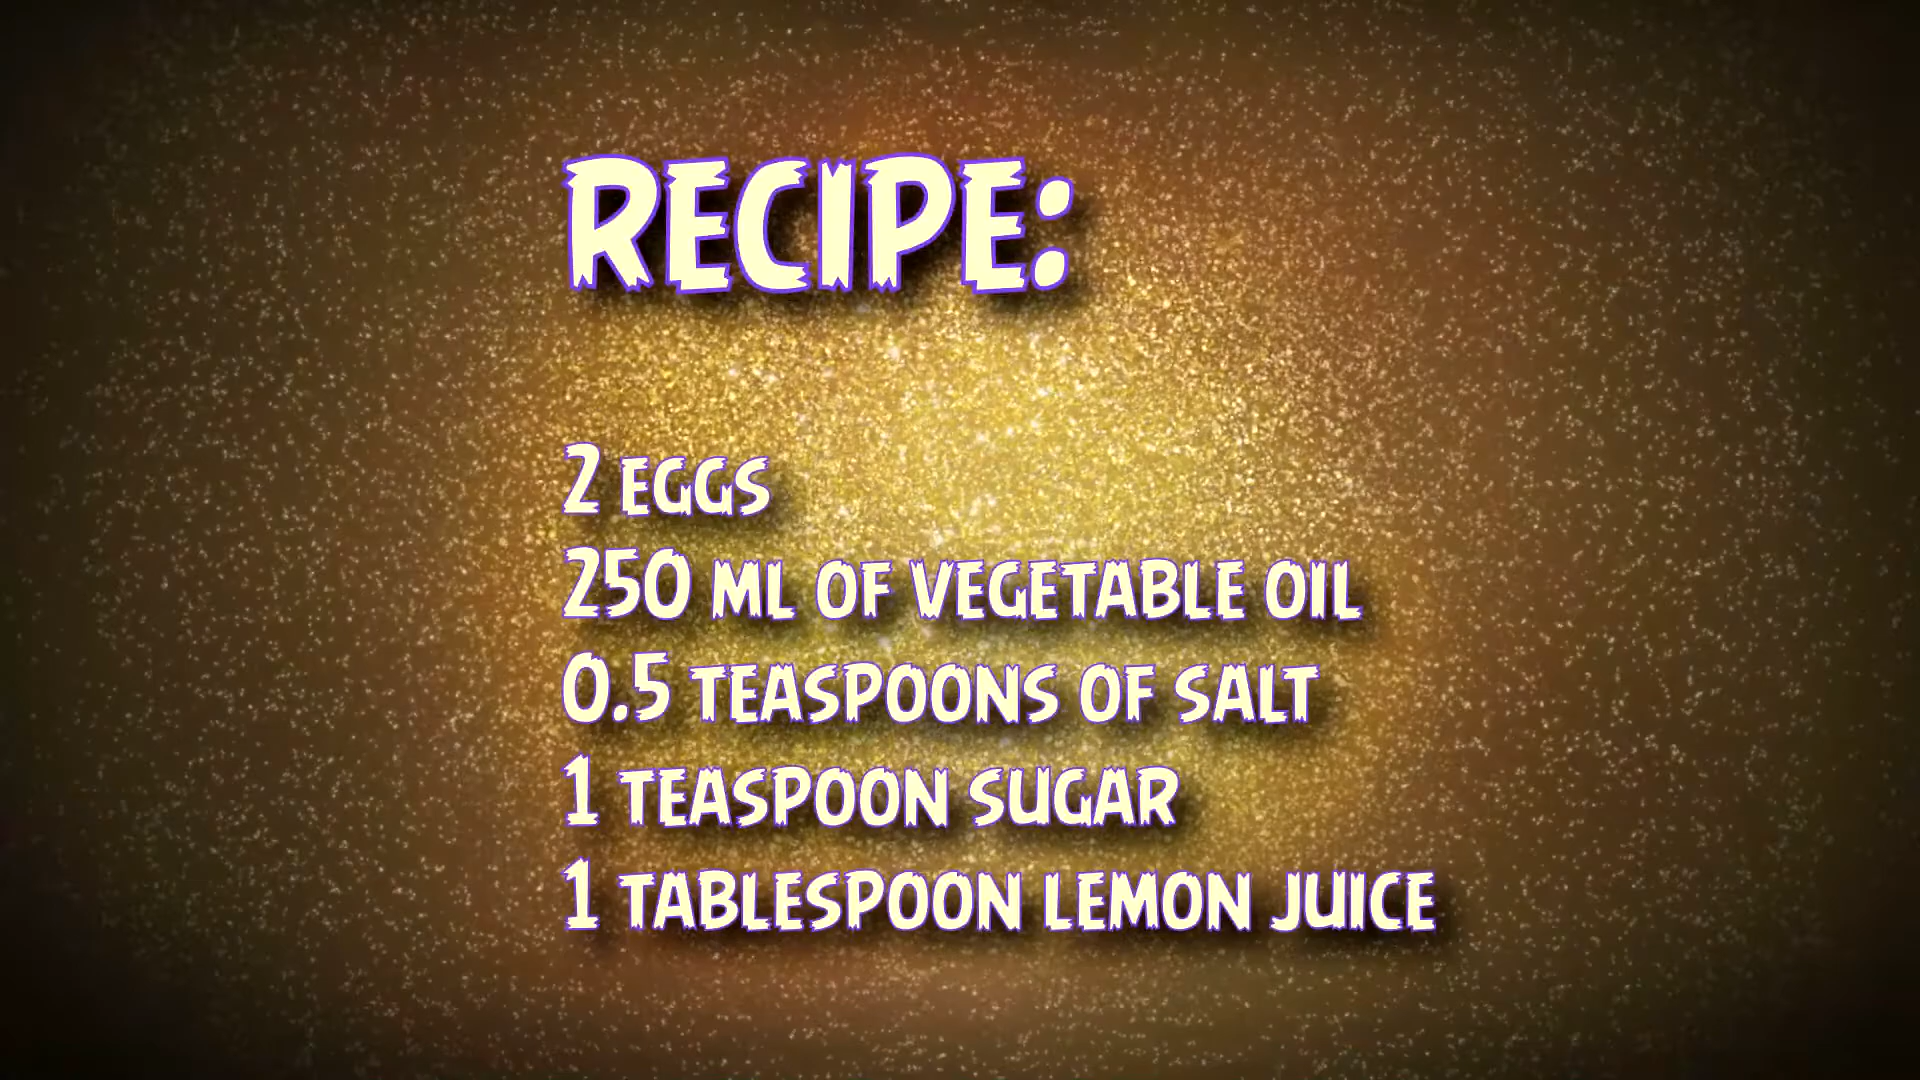 RECIPE:
2 EGGS
250 ML OF VEGETABLE OIL
0.5 TEASPOONS OF SALT
1 TEASPOON SUGAR
1 TABLESPOON LEMON JUICE